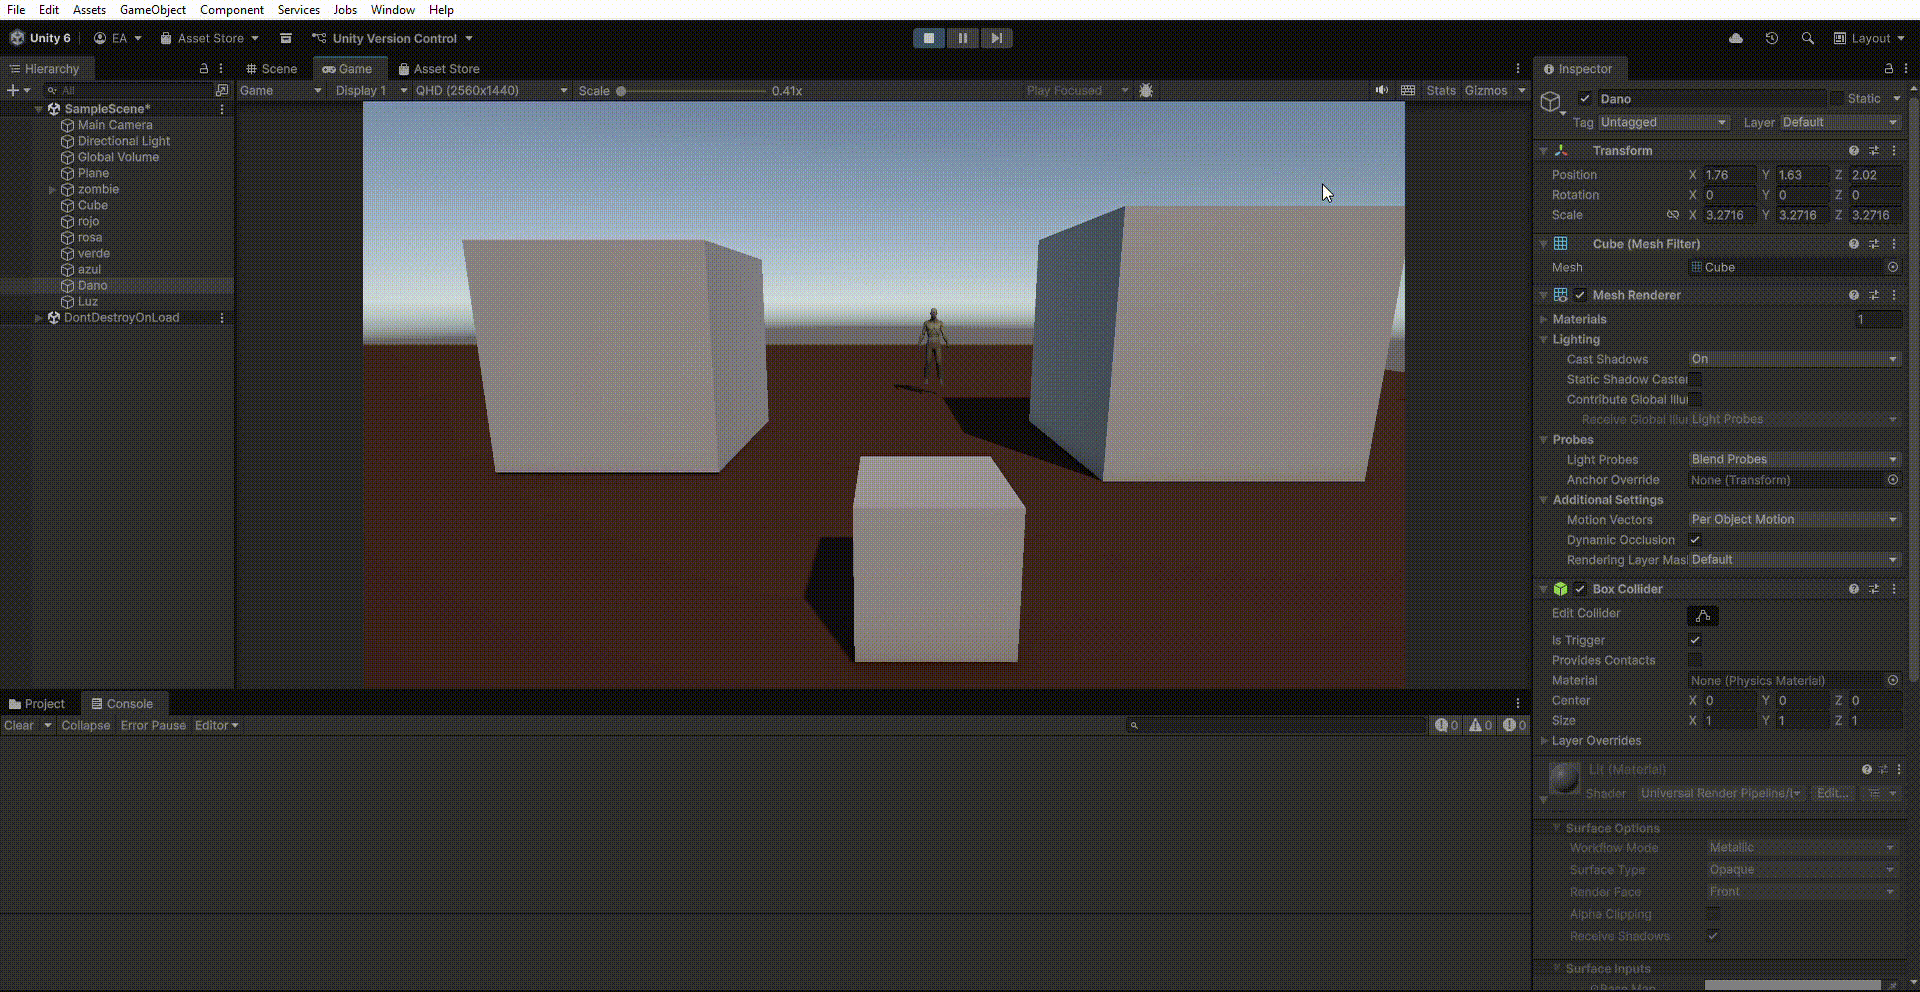 File Edit Assets GameObject Component Services Jobs Window Help
Unity 6 EA Asset Store Unity Version Control Layout
Hierarchy
All
SampleScene*
Main Camera
Directional Light
Global Volume
Plane
zombie
Cube
rojo
rosa
verde
azul
Dano
Luz
DontDestroyOnLoad
Scene Game Asset Store
Game Display 1 QHD (2560x1440) Scale 0.41x Play Focused Stats Gizmos
Project Console
Clear Collapse Error Pause Editor 0 0 0
Inspector
Dano Static
Tag Untagged Layer Default
Transform
Position X 1.76 Y 1.63 Z 2.02
Rotation X 0 Y 0 Z 0
Scale X 3.2716 Y 3.2716 Z 3.2716
Cube (Mesh Filter)
Mesh Cube
Mesh Renderer
Materials 1
Lighting
Cast Shadows On
Static Shadow Caster
Contribute Global Illu
Receive Global Illu Light Probes
Probes
Light Probes Blend Probes
Anchor Override None (Transform)
Additional Settings
Motion Vectors Per Object Motion
Dynamic Occlusion
Rendering Layer Mas Default
Box Collider
Edit Collider
Is Trigger
Provides Contacts
Material None (Physics Material)
Center X 0 Y 0 Z 0
Size X 1 Y 1 Z 1
Layer Overrides
Lit (Material)
Shader Universal Render Pipeline/L Edit...
Surface Options
Workflow Mode Metallic
Surface Type Opaque
Render Face Front
Alpha Clipping
Receive Shadows
Surface Inputs
Base Map